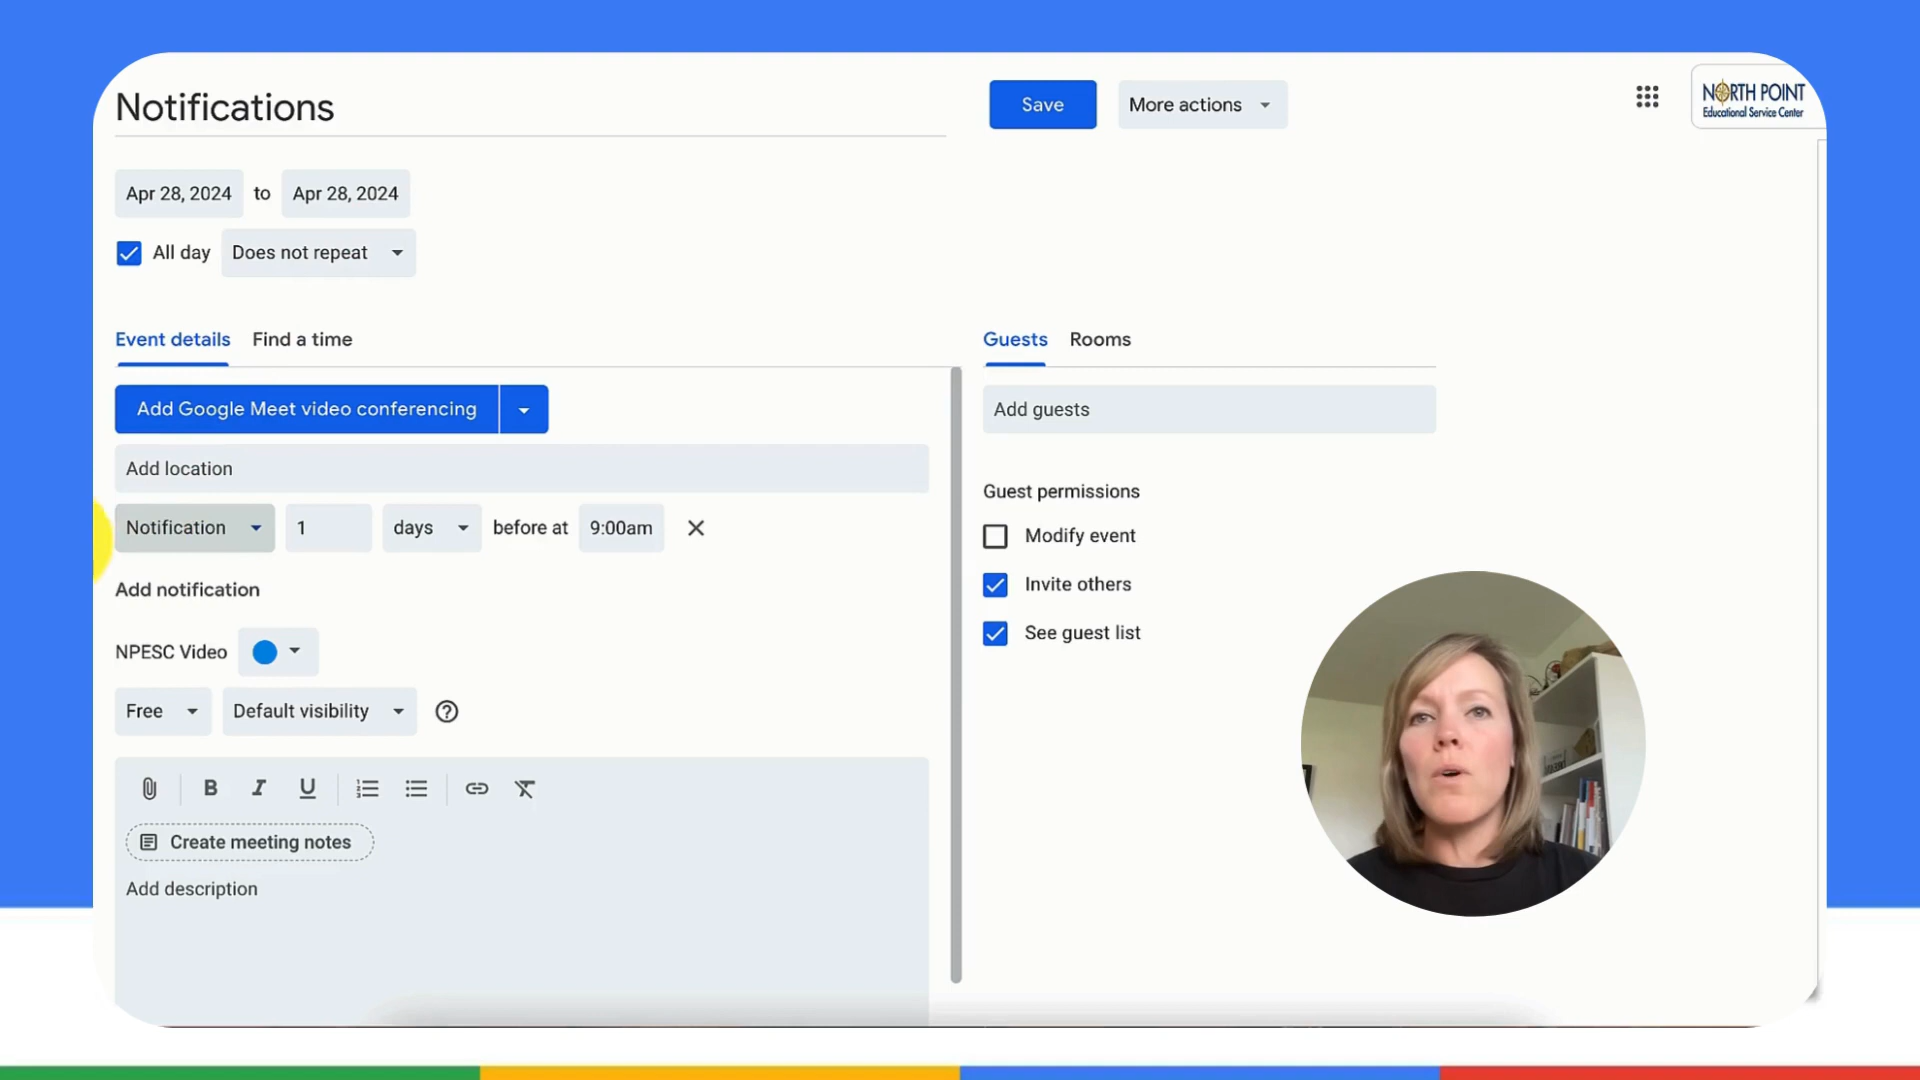 Notifications
Save
More actions
NORTH POINT
Educational Service Center
Apr 28, 2024 to Apr 28, 2024
All day
Does not repeat
Event details
Find a time
Guests
Rooms
Add Google Meet video conferencing
Add guests
Add location
Guest permissions
Notification
1
days
before at
9:00am
Modify event
Add notification
Invite others
See guest list
NPESC Video
Free
Default visibility
B I U
Create meeting notes
Add description